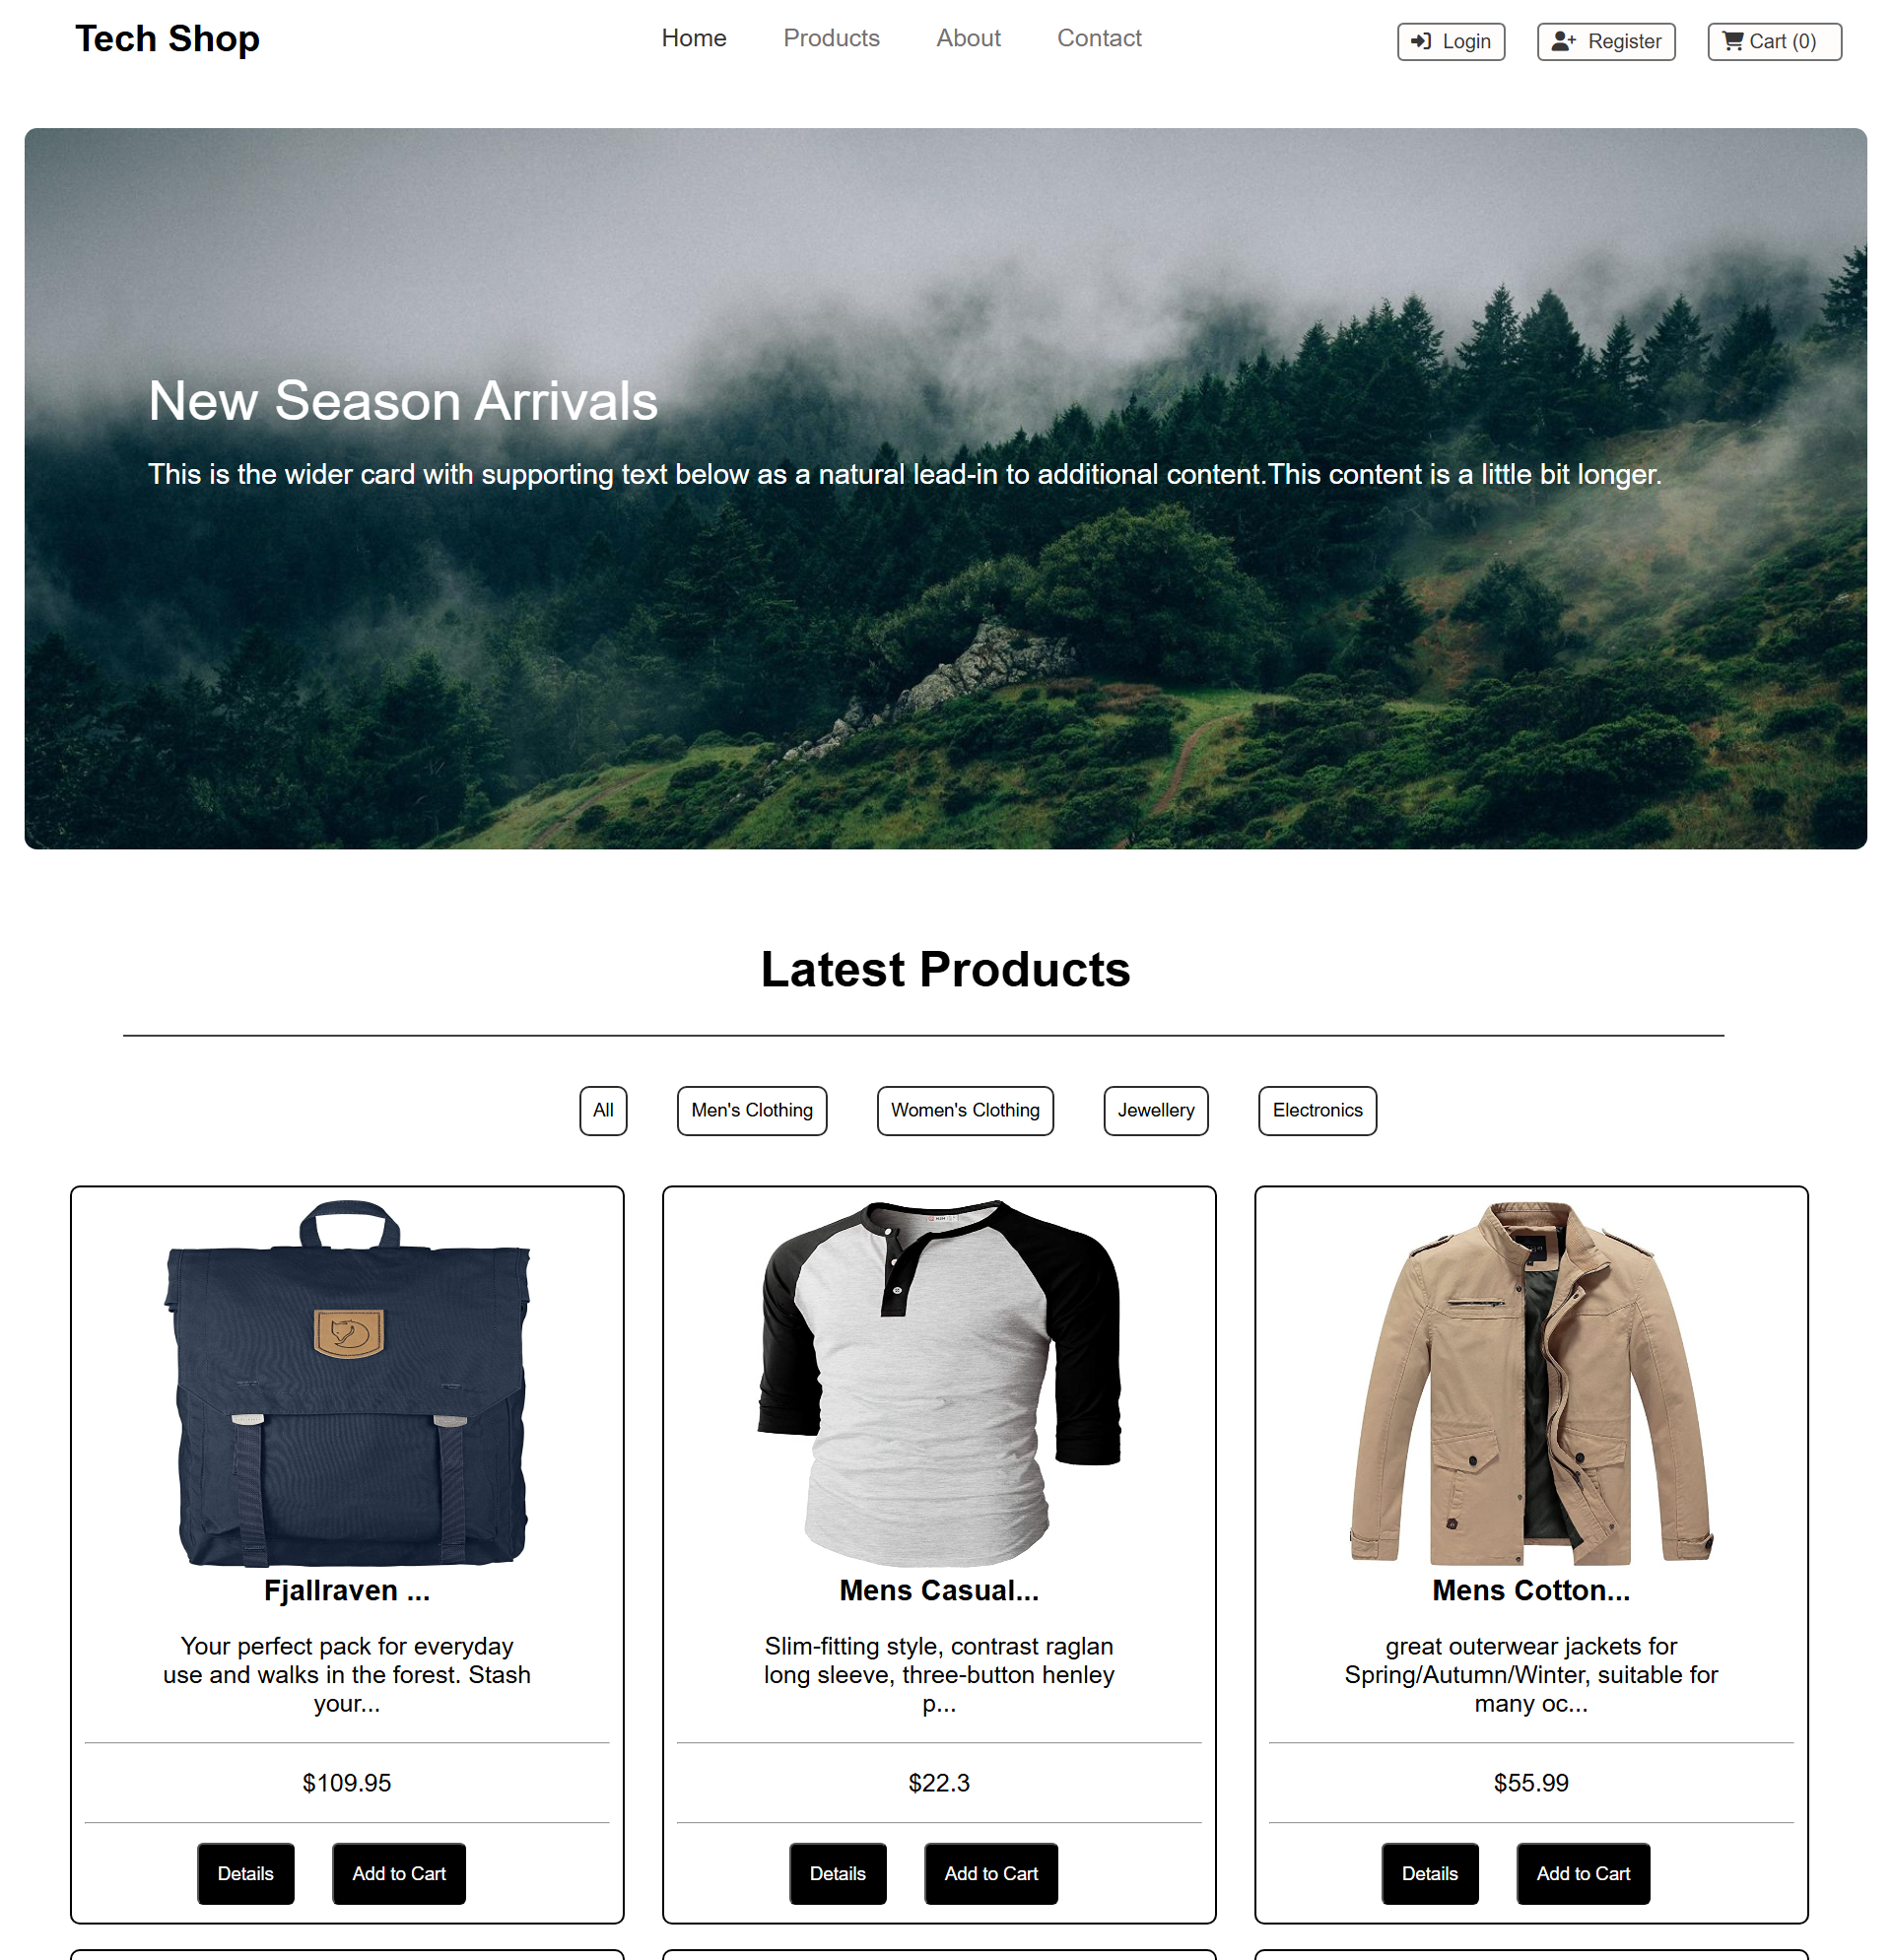 Tech Shop
Home Products About Contact
Login Register Cart (0)
New Season Arrivals
This is the wider card with supporting text below as a natural lead-in to additional content.This content is a little bit longer.
Latest Products
All Men's Clothing Women's Clothing Jewellery Electronics
Fjallraven ...
Your perfect pack for everyday
use and walks in the forest. Stash
your...
$109.95
Details Add to Cart
Mens Casual...
Slim-fitting style, contrast raglan
long sleeve, three-button henley
p...
$22.3
Details Add to Cart
Mens Cotton...
great outerwear jackets for
Spring/Autumn/Winter, suitable for
many oc...
$55.99
Details Add to Cart